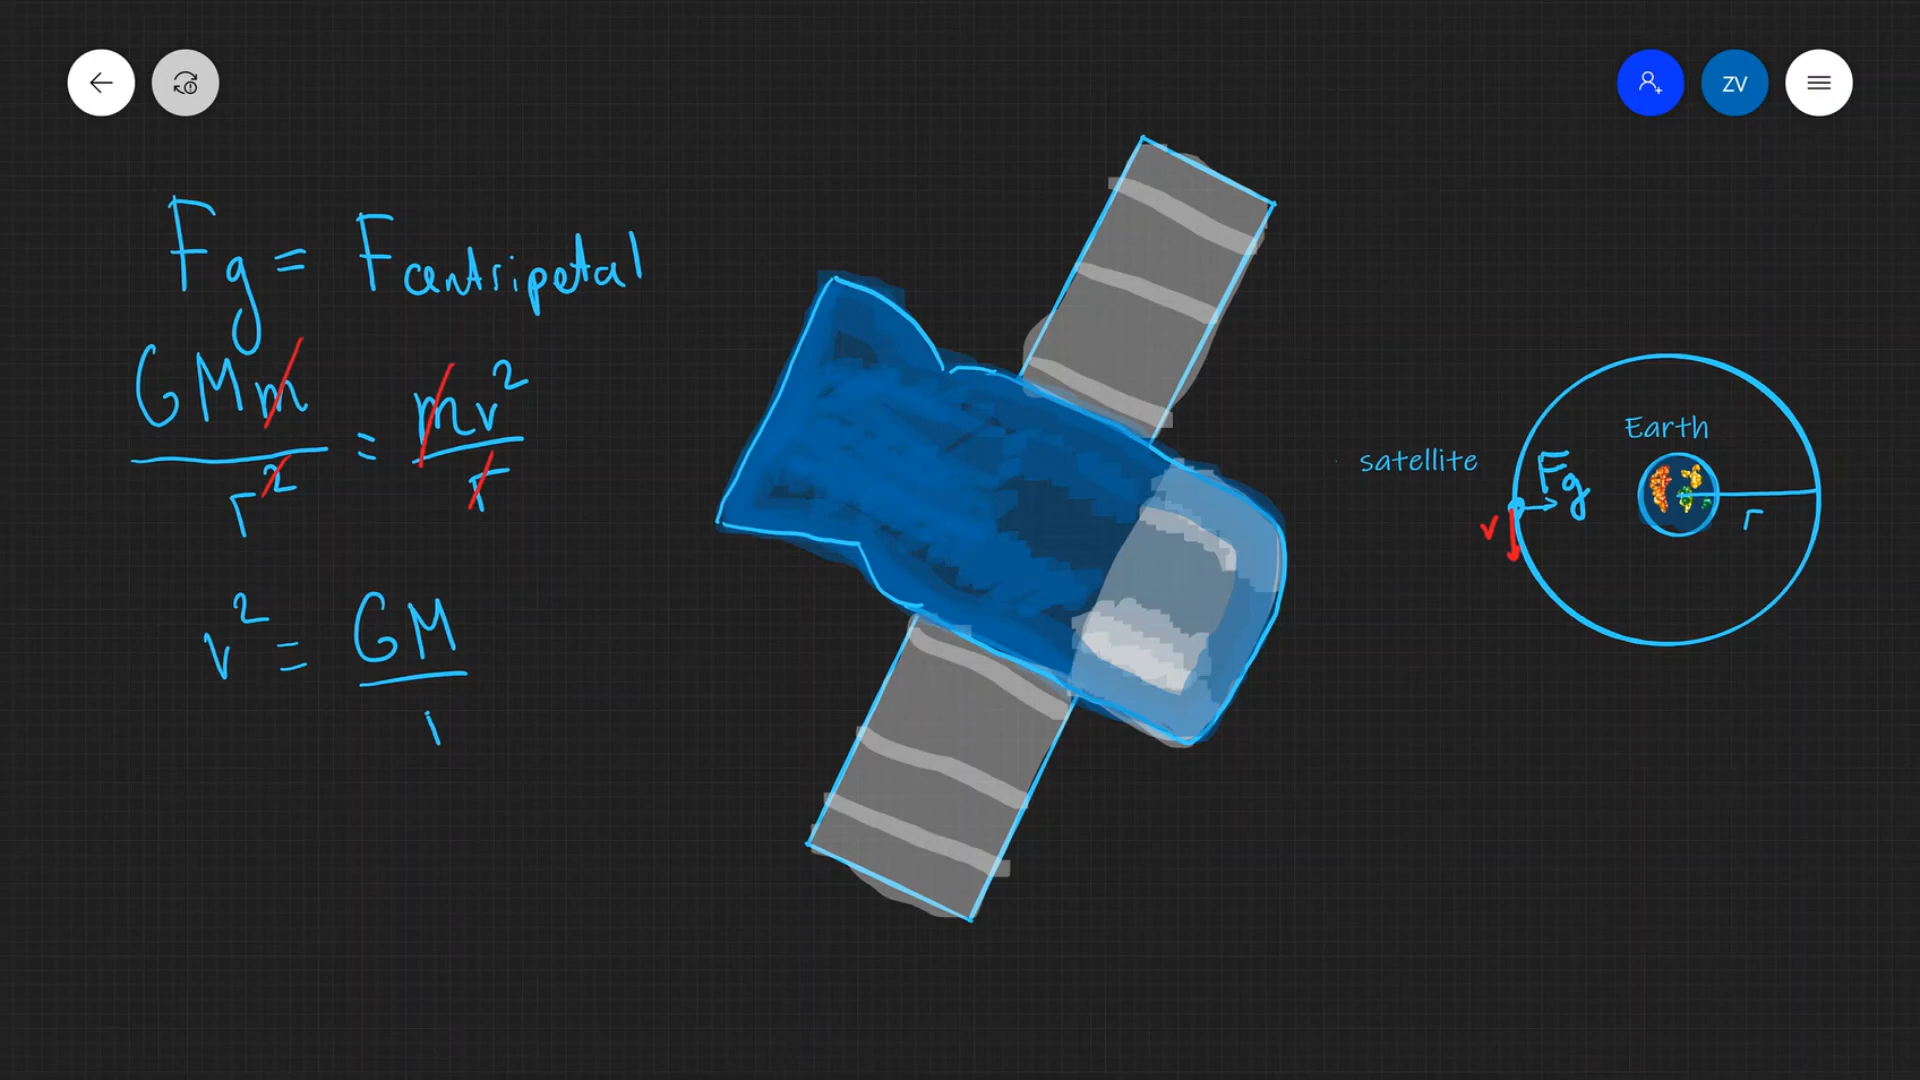 ZV
Fg = Fcentripetal
GMm/r² = mv²/r
v² = GM/
Earth
satellite
Fg
v
r